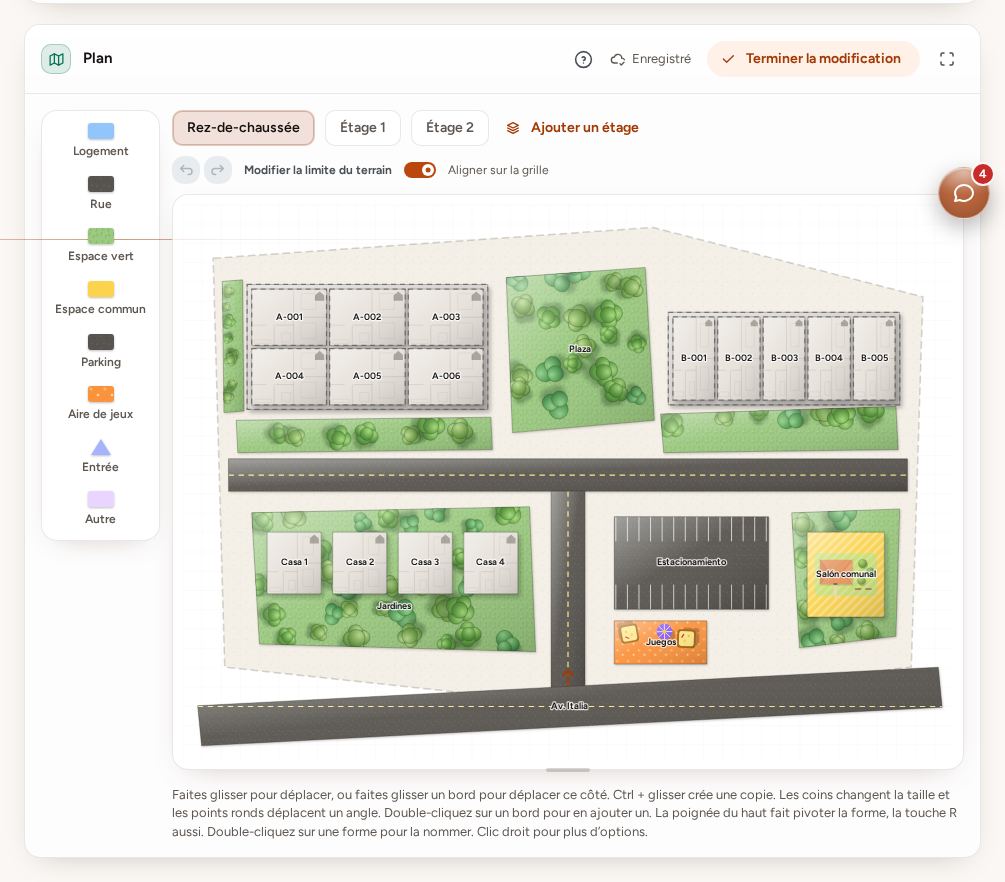 Plan
Enregistré
Terminer la modification
Logement
Rue
Espace vert
Espace commun
Parking
Aire de jeux
Entrée
Autre
Rez-de-chaussée
Étage 1
Étage 2
Ajouter un étage
Modifier la limite du terrain
Aligner sur la grille
4
A-001
A-002
A-003
A-004
A-005
A-006
Plaza
B-001
B-002
B-003
B-004
B-005
Casa 1
Casa 2
Casa 3
Casa 4
Jardines
Estacionamiento
Salón comunal
Juegos
Av. Italia
Faites glisser pour déplacer, ou faites glisser un bord pour déplacer ce côté. Ctrl + glisser crée une copie. Les coins changent la taille et
les points ronds déplacent un angle. Double-cliquez sur un bord pour en ajouter un. La poignée du haut fait pivoter la forme, la touche R
aussi. Double-cliquez sur une forme pour la nommer. Clic droit pour plus d'options.